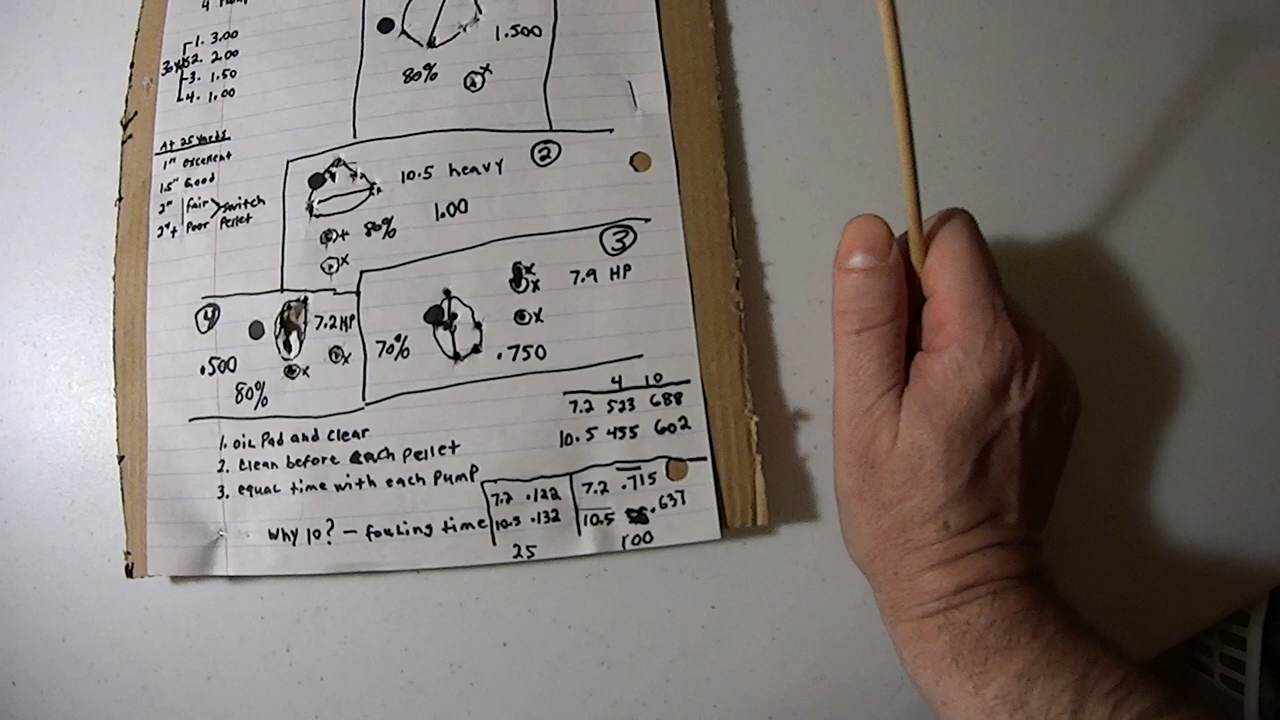 1. 3.00
2. 2.00
3. 1.50
4. 1.00
At 25 yards
1" excellent
1.5" Good
2" fair
2"+ Poor
switch
Pellet
1.500
80%
2
10.5 heavy
1.00
80%
3
7.9 HP
70%
.750
4
7.2 HP
.500
80%
4 10
7.2 523 688
10.5 455 602
1. oil Pad and clear
2. clean before each pellet
3. equal time with each pump
Why 10? - fouling time
7.2 .122
10.5 .132
25
7.2 .715
10.5 .637
100